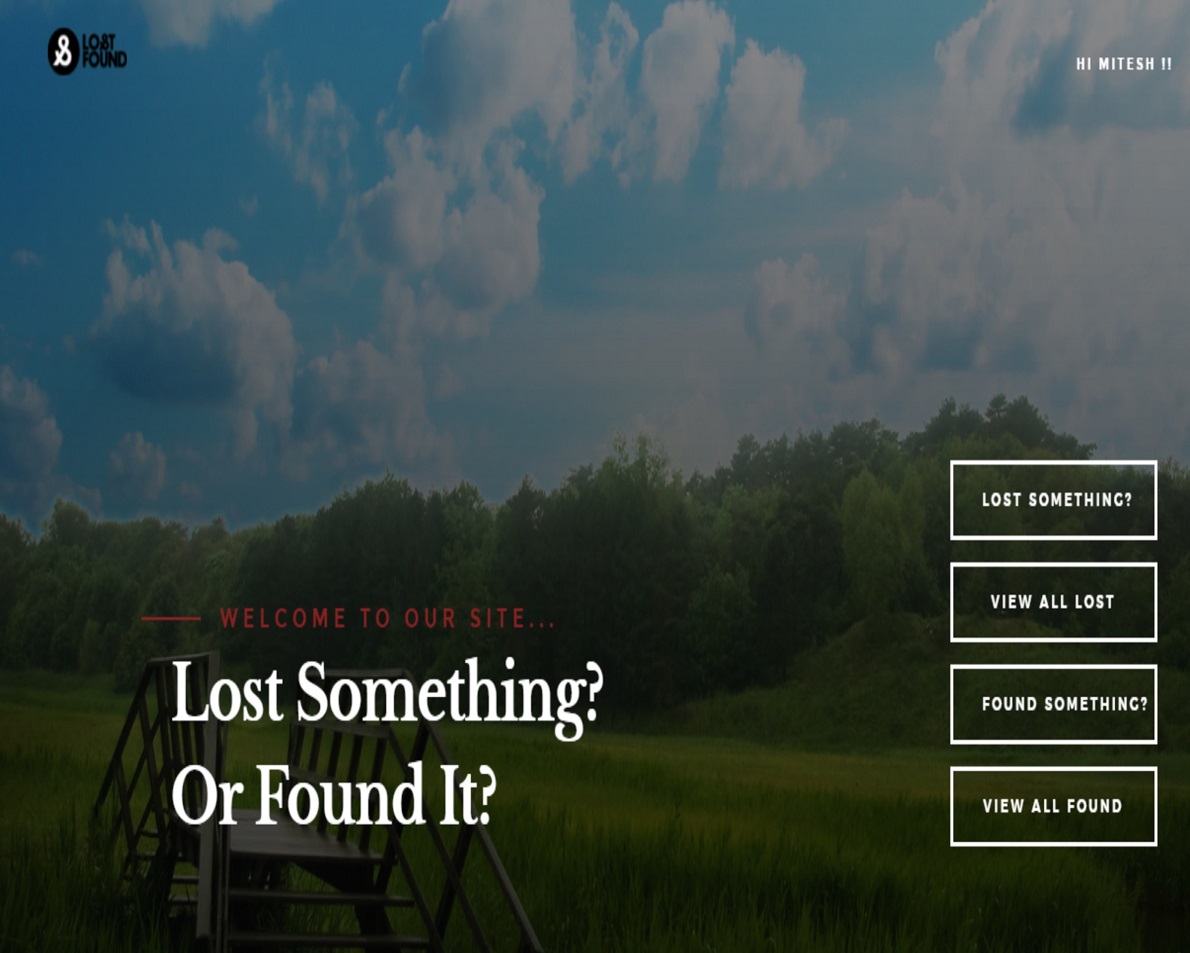 LOST
FOUND
HI MITESH !!
WELCOME TO OUR SITE...
Lost Something?
Or Found It?
LOST SOMETHING?
VIEW ALL LOST
FOUND SOMETHING?
VIEW ALL FOUND